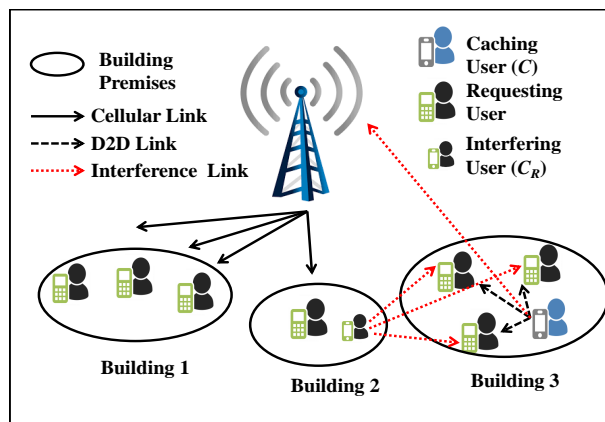 Building
Premises
Cellular Link
D2D Link
Interference Link
Caching
User (C)
Requesting
User
Interfering
User (CR)
Building 1
Building 2
Building 3